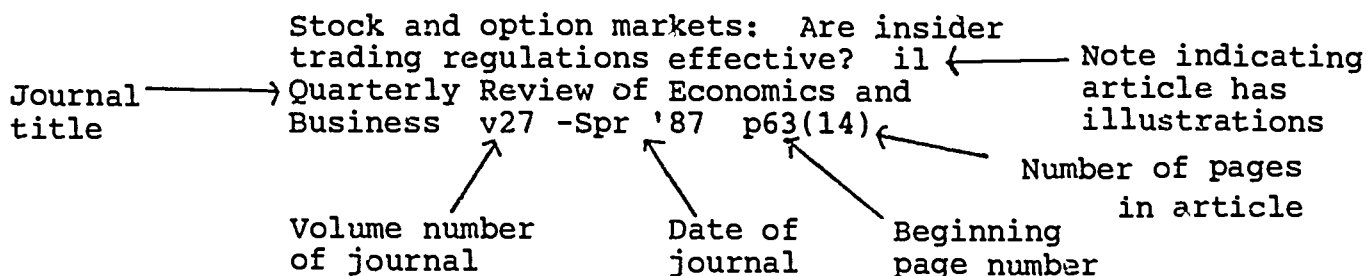 Stock and option markets: Are insider
trading regulations effective? il
Note indicating
article has
illustrations
Journal
title
Quarterly Review of Economics and
Business v27 -Spr '87 p63(14)
Number of pages
in article
Volume number
of journal
Date of
journal
Beginning
page number